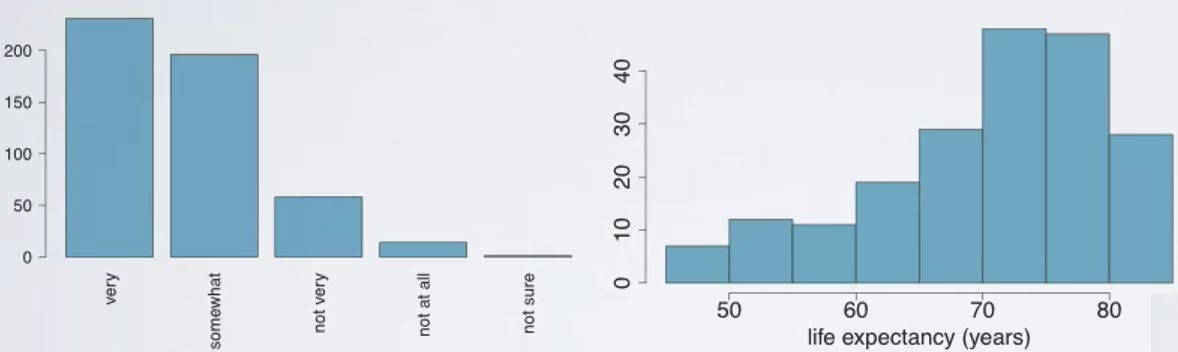 200
150
100
50
0
very
somewhat
not very
not at all
not sure
40
30
20
10
0
50 60 70 80
life expectancy (years)